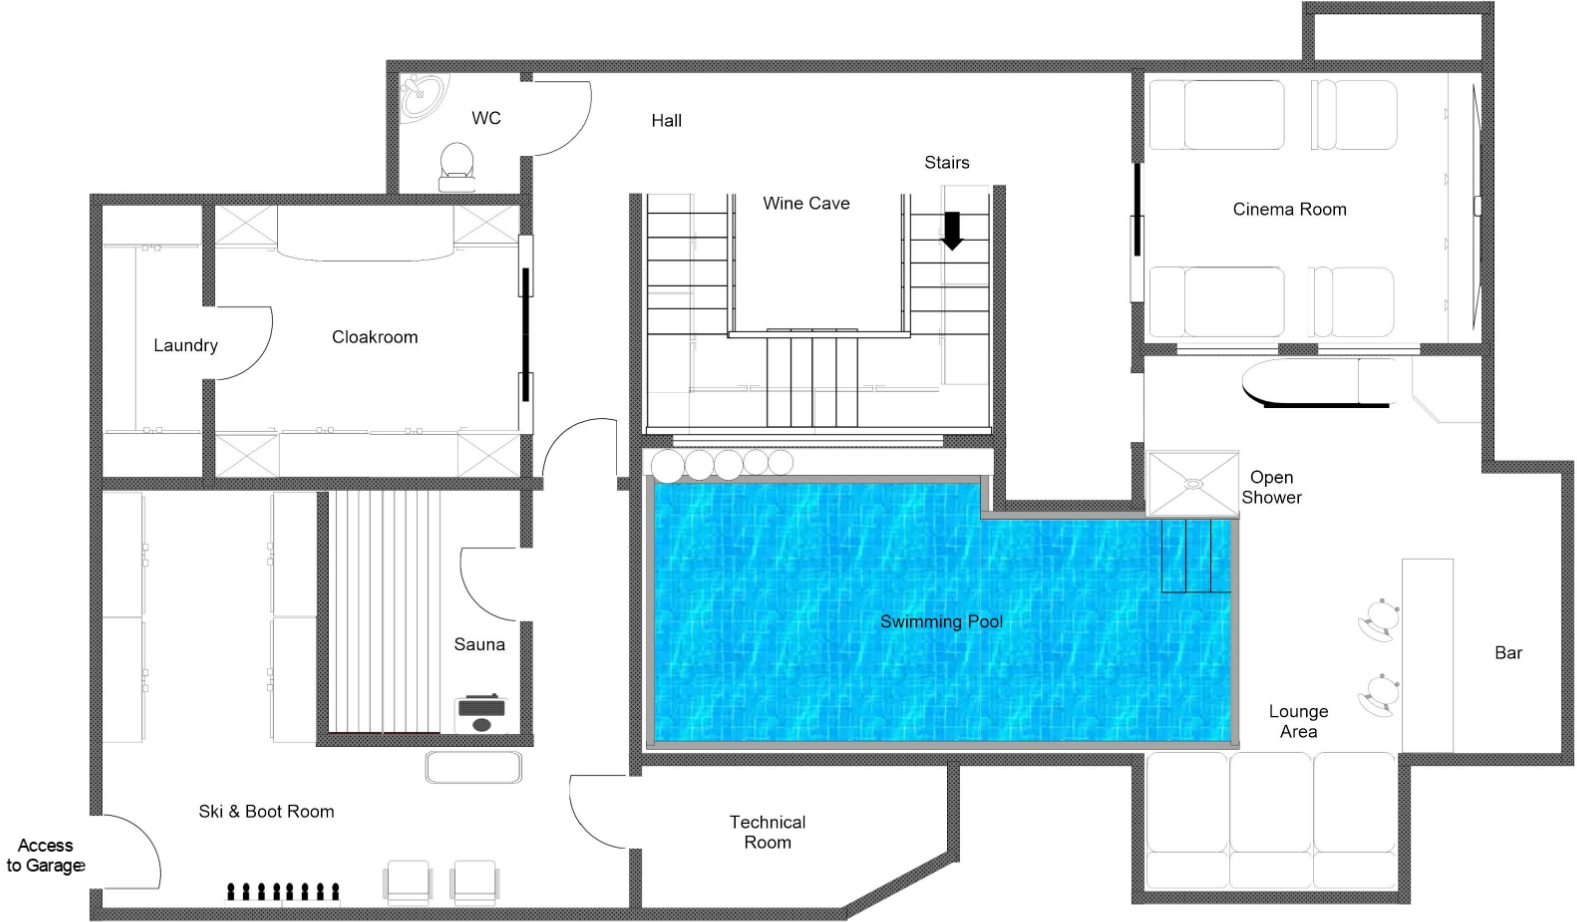 WC
Hall
Stairs
Wine Cave
Cinema Room
Laundry
Cloakroom
Open
Shower
Swimming Pool
Sauna
Bar
Lounge
Area
Ski & Boot Room
Technical
Room
Access
to Garage